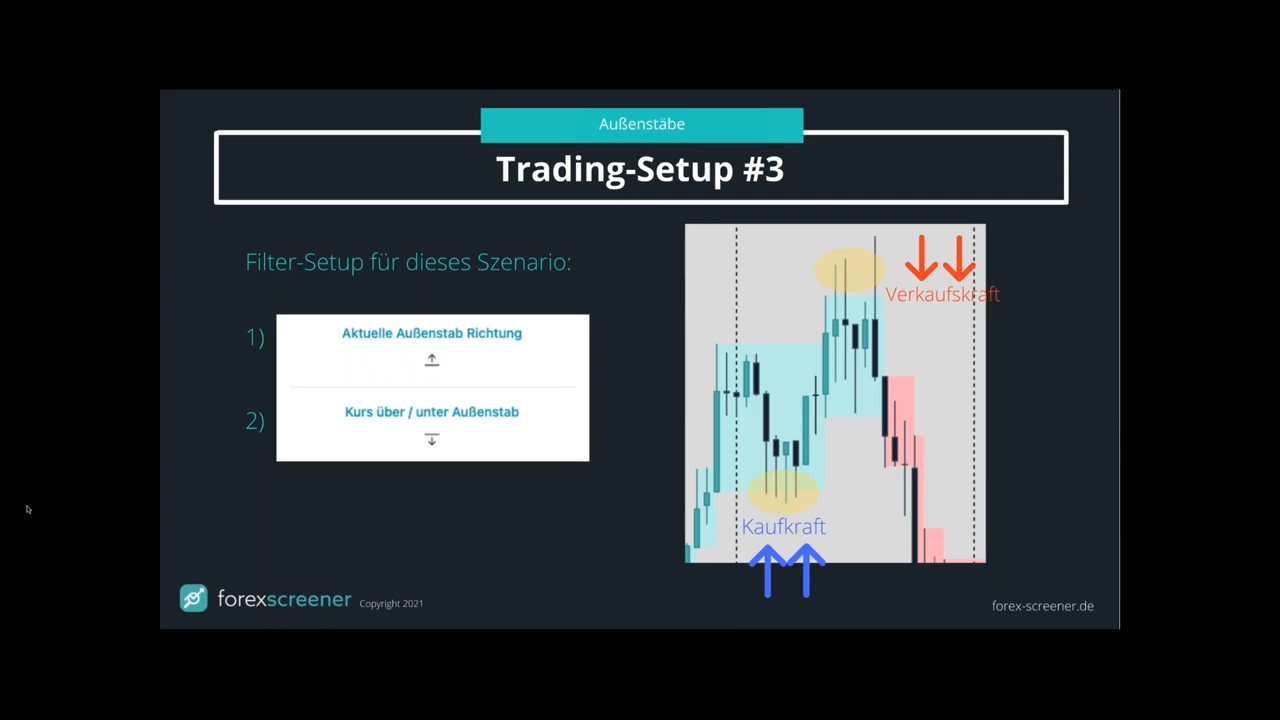 Außenstäbe
Trading-Setup #3
Filter-Setup für dieses Szenario:
1)
Aktuelle Außenstab Richtung
2)
Kurs über / unter Außenstab
Verkaufskraft
Kaufkraft
forexscreener
Copyright 2021
forex-screener.de